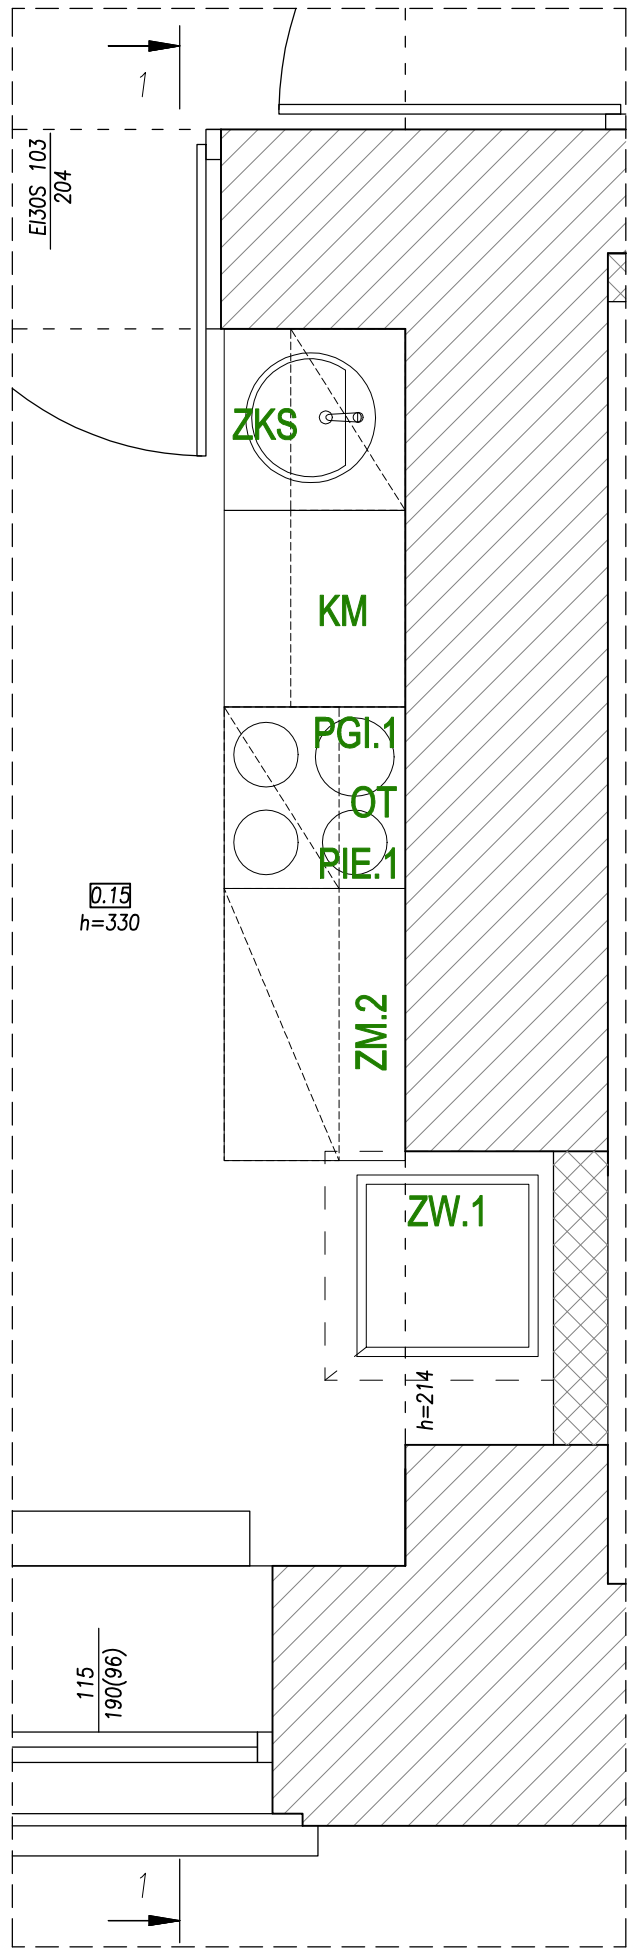 1
EI30S 103
204
ZKS
KM
PGI.1
OT
PIE.1
0.15
h=330
ZM.2
ZW.1
h=214
115
190(96)
1